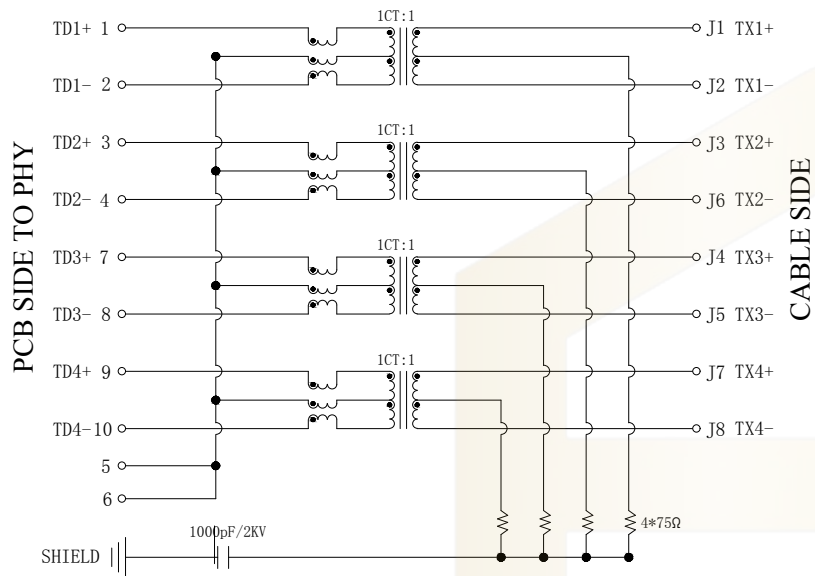 1CT:1
TD1+ 1
J1 TX1+
TD1- 2
J2 TX1-
1CT:1
TD2+ 3
J3 TX2+
TD2- 4
J6 TX2-
PCB SIDE TO PHY
CABLE SIDE
1CT:1
TD3+ 7
J4 TX3+
TD3- 8
J5 TX3-
1CT:1
TD4+ 9
J7 TX4+
TD4-10
J8 TX4-
5
6
4*75Ω
1000pF/2KV
SHIELD